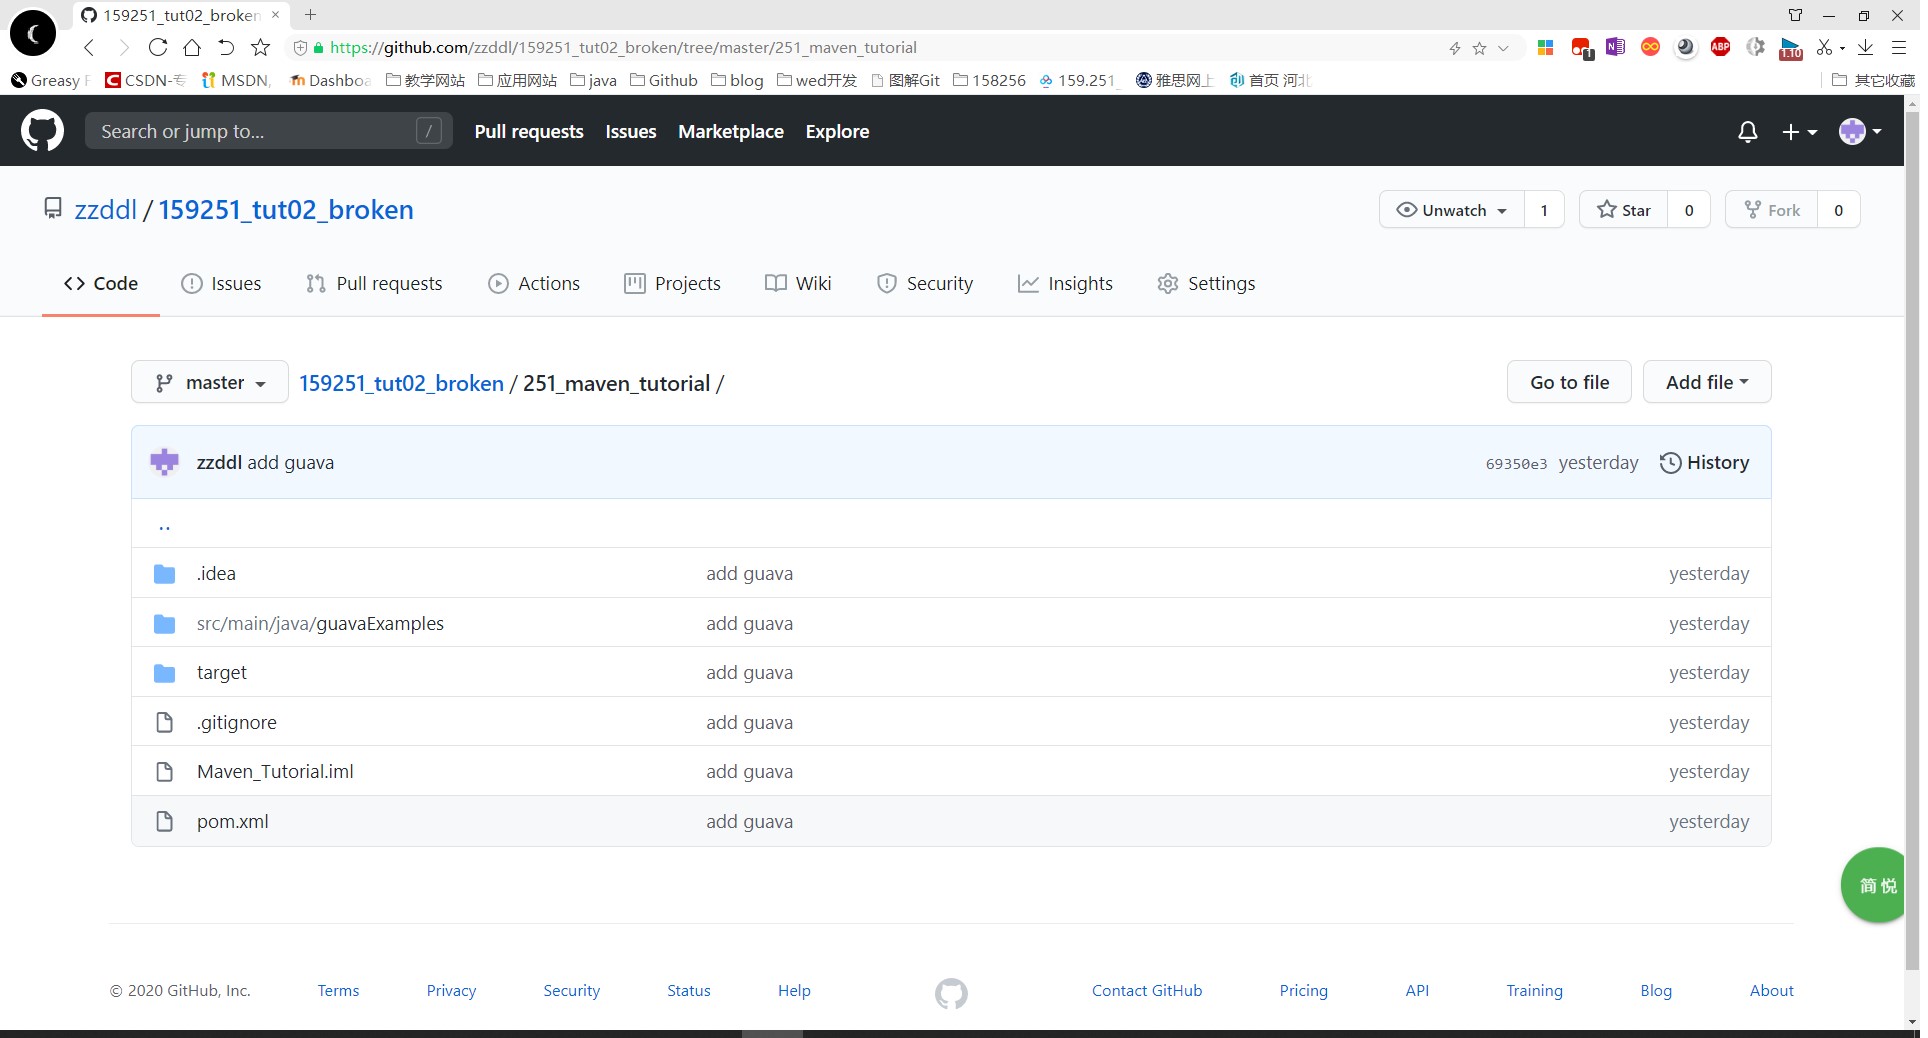 159251_tut02_broken
https://github.com/zzddl/159251_tut02_broken/tree/master/251_maven_tutorial
1 ABP 1.10
Greasy CSDN-专 MSDN, Dashboa 教学网站 应用网站 java Github blog wed开发 图解Git 158256 159.251_ 雅思网上 首页 河北 其它收藏
Search or jump to... / Pull requests Issues Marketplace Explore
zzddl / 159251_tut02_broken Unwatch 1 Star 0 Fork 0
Code Issues Pull requests Actions Projects Wiki Security Insights Settings
master 159251_tut02_broken / 251_maven_tutorial / Go to file Add file
zzddl add guava 69350e3 yesterday History
..
.idea add guava yesterday
src/main/java/guavaExamples add guava yesterday
target add guava yesterday
.gitignore add guava yesterday
Maven_Tutorial.iml add guava yesterday
pom.xml add guava yesterday
简悦
© 2020 GitHub, Inc. Terms Privacy Security Status Help Contact GitHub Pricing API Training Blog About